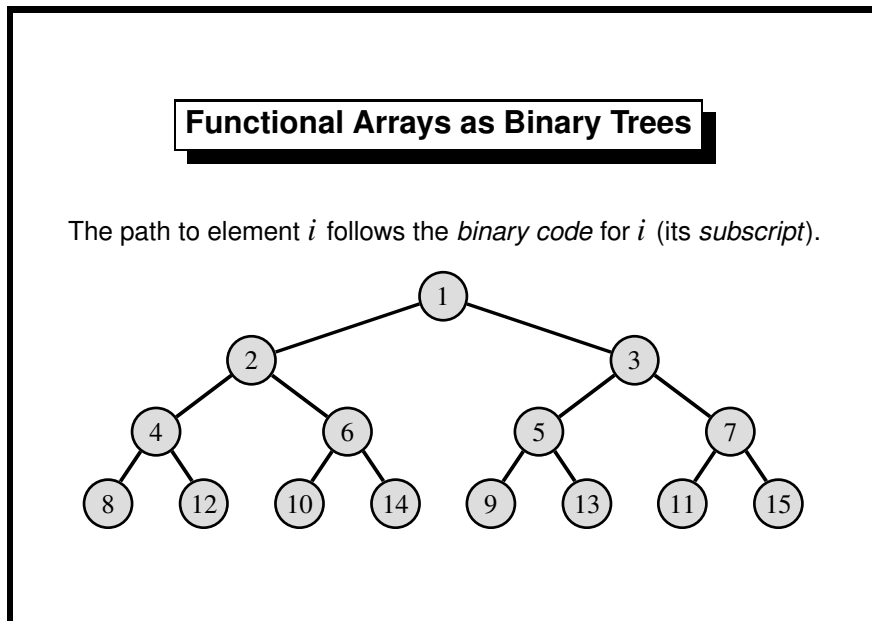 Functional Arrays as Binary Trees
The path to element i follows the binary code for i (its subscript).
1
2 3
4 6 5 7
8 12 10 14 9 13 11 15